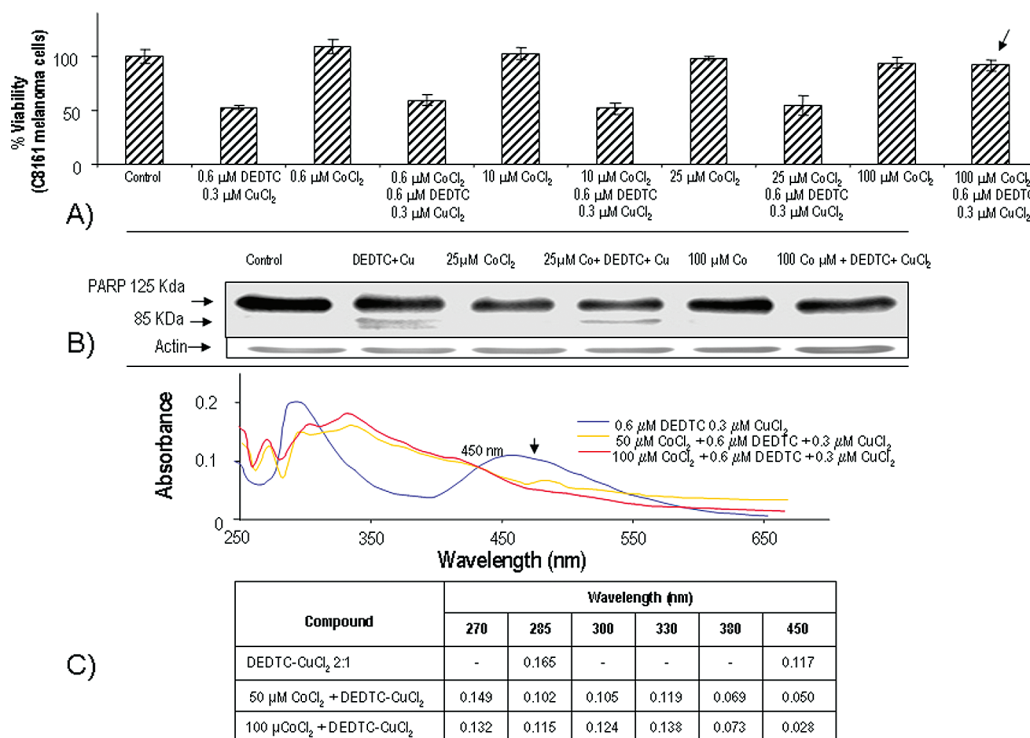 % Viability
(C8161 melanoma cells)
100
50
0
Control
0.6 µM DEDTC
0.3 µM CuCl2
0.6 µM CoCl2
0.6 µM CoCl2
0.6 µM DEDTC
0.3 µM CuCl2
10 µM CoCl2
10 µM CoCl2
0.6 µM DEDTC
0.3 µM CuCl2
25 µM CoCl2
25 µM CoCl2
0.6 µM DEDTC
0.3 µM CuCl2
100 µM CoCl2
100 µM CoCl2
0.6 µM DEDTC
0.3 µM CuCl2
A)
Control
DEDTC+Cu
25µM CoCl2
25µM Co+ DEDTC+ Cu
100 µM Co
100 Co µM + DEDTC+ CuCl2
PARP 125 Kda
85 KDa
Actin
B)
Absorbance
0.2
0.1
0
450 nm
0.6 µM DEDTC 0.3 µM CuCl2
50 µM CoCl2 +0.6 µM DEDTC +0.3 µM CuCl2
100 µM CoCl2 +0.6 µM DEDTC +0.3 µM CuCl2
250 350 450 550 650
Wavelength (nm)
C)
Compound
Wavelength (nm)
270 285 300 330 380 450
DEDTC-CuCl2 2:1 - 0.165 - - - 0.117
50 µM CoCl2 +DEDTC-CuCl2 0.149 0.102 0.105 0.119 0.069 0.050
100 µCoCl2 +DEDTC-CuCl2 0.132 0.115 0.124 0.138 0.073 0.028